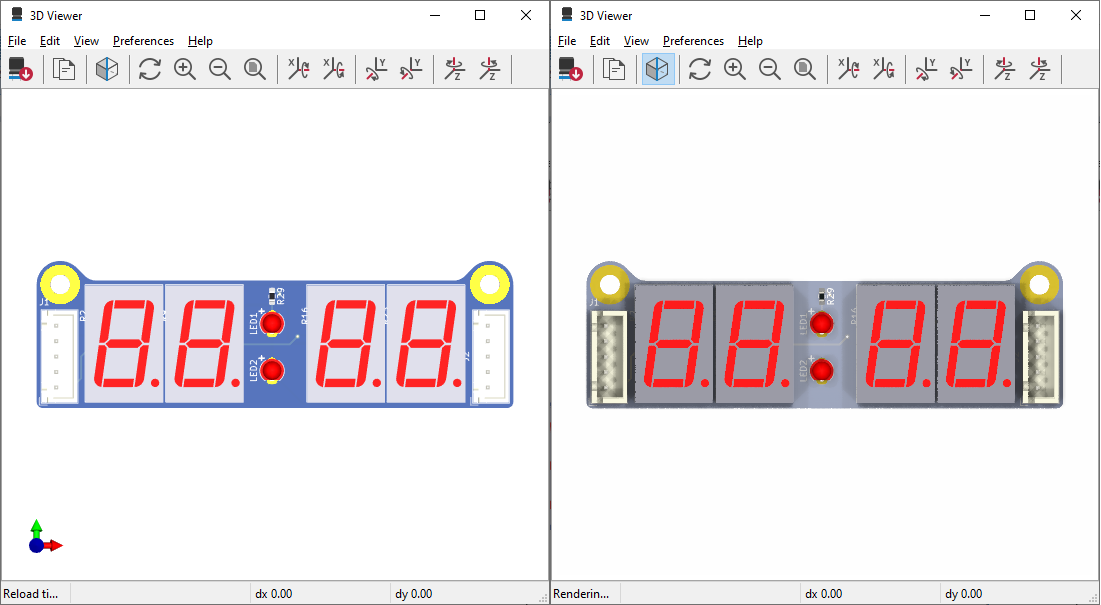 3D Viewer
File Edit View Preferences Help
J1
R29
LED1
+
R16
LED2
+
J2
Reload ti... dx 0.00 dy 0.00
3D Viewer
File Edit View Preferences Help
J1
R29
LED1
+
R16
LED2
+
Renderin... dx 0.00 dy 0.00